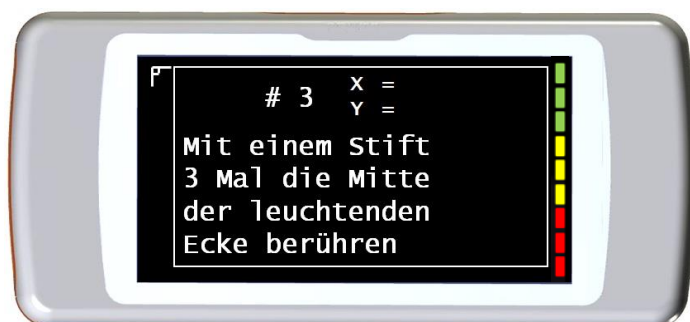 # 3 X =
Y =
Mit einem Stift
3 Mal die Mitte
der leuchtenden
Ecke berühren